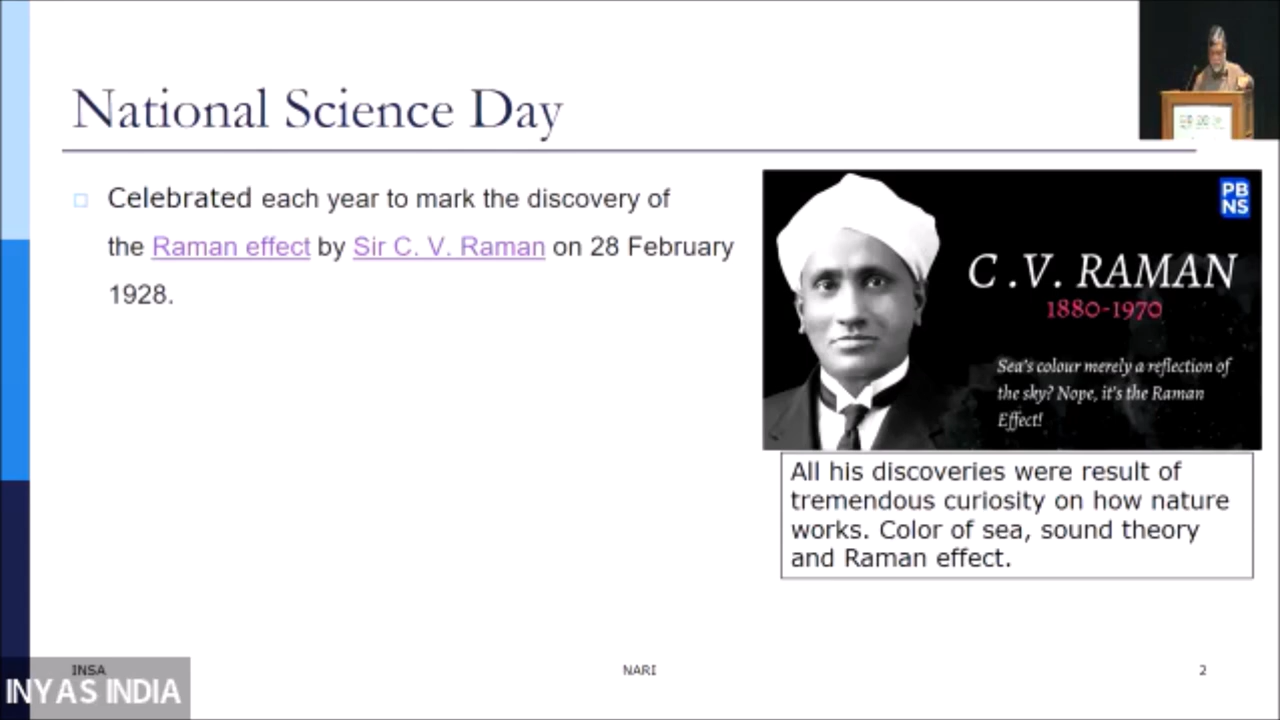 National Science Day
Celebrated each year to mark the discovery of
the Raman effect by Sir C. V. Raman on 28 February
1928.
PB
NS
C .V. RAMAN
1880-1970
Sea's colour merely a reflection of
the sky? Nope, it's the Raman
Effect!
All his discoveries were result of
tremendous curiosity on how nature
works. Color of sea, sound theory
and Raman effect.
INSA
NARI
2
INYAS INDIA